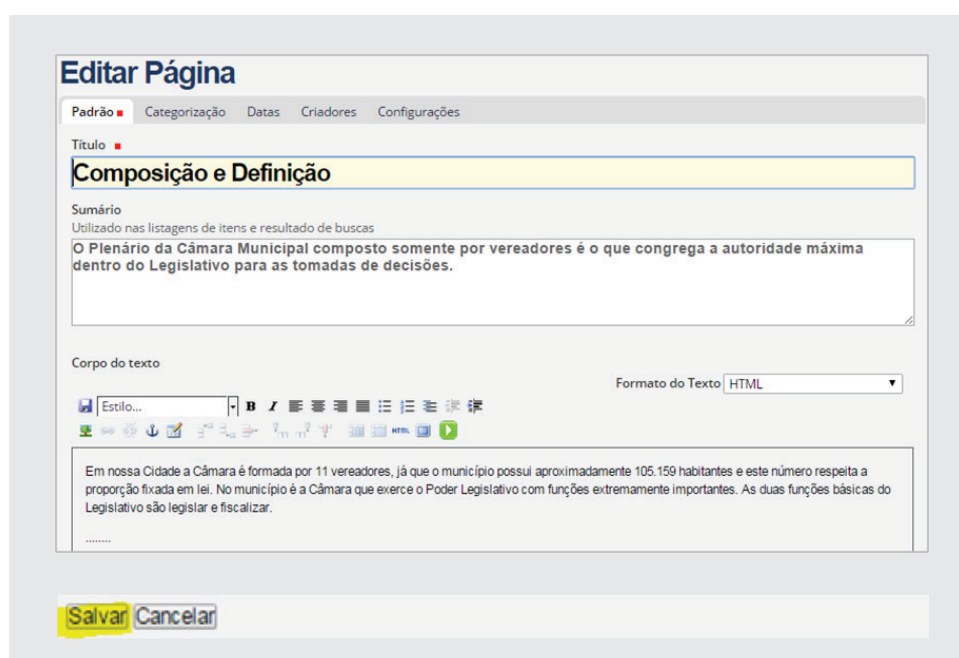 Editar Página
Padrão Categorização Datas Criadores Configurações
Título
Composição e Definição
Sumário
Utilizado nas listagens de itens e resultado de buscas
O Plenário da Câmara Municipal composto somente por vereadores é o que congrega a autoridade máxima
dentro do Legislativo para as tomadas de decisões.
Corpo do texto
Formato do Texto HTML
Estilo... B I
HTML
Em nossa Cidade a Câmara é formada por 11 vereadores, já que o município possui aproximadamente 105.159 habitantes e este número respeita a
proporção fixada em lei. No município é a Câmara que exerce o Poder Legislativo com funções extremamente importantes. As duas funções básicas do
Legislativo são legislar e fiscalizar.
........
Salvar Cancelar